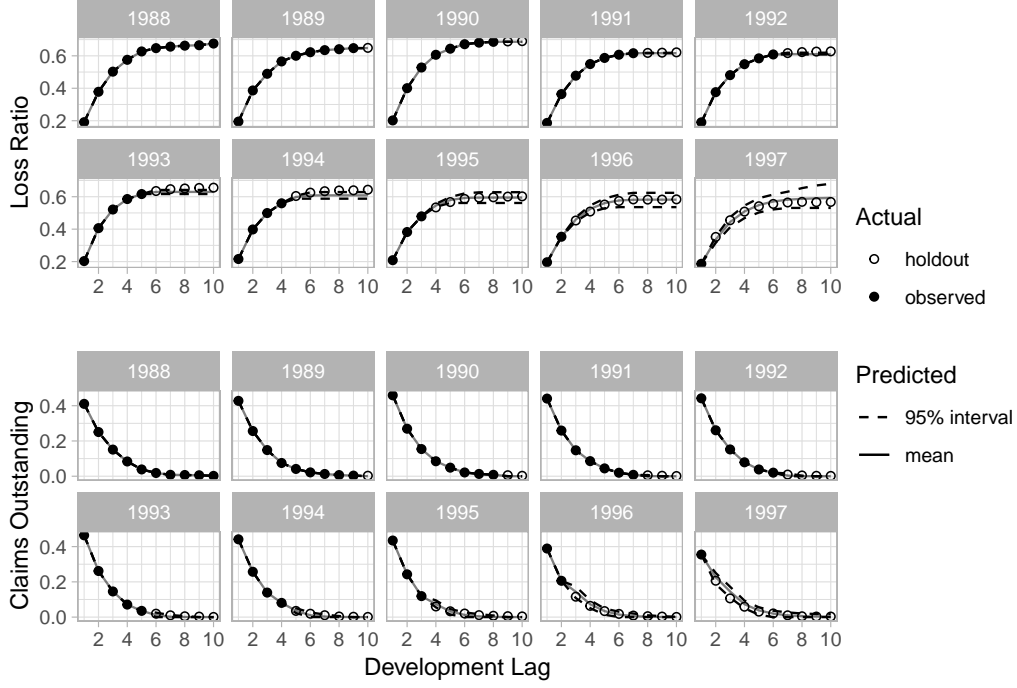 1988 1989 1990 1991 1992
0.6
0.4
0.2
1993 1994 1995 1996 1997
0.6
0.4
0.2
2 4 6 8 10 2 4 6 8 10 2 4 6 8 10 2 4 6 8 10 2 4 6 8 10
Loss Ratio
Actual
holdout
observed
1988 1989 1990 1991 1992
0.4
0.2
0.0
1993 1994 1995 1996 1997
0.4
0.2
0.0
2 4 6 8 10 2 4 6 8 10 2 4 6 8 10 2 4 6 8 10 2 4 6 8 10
Claims Outstanding
Development Lag
Predicted
95% interval
mean